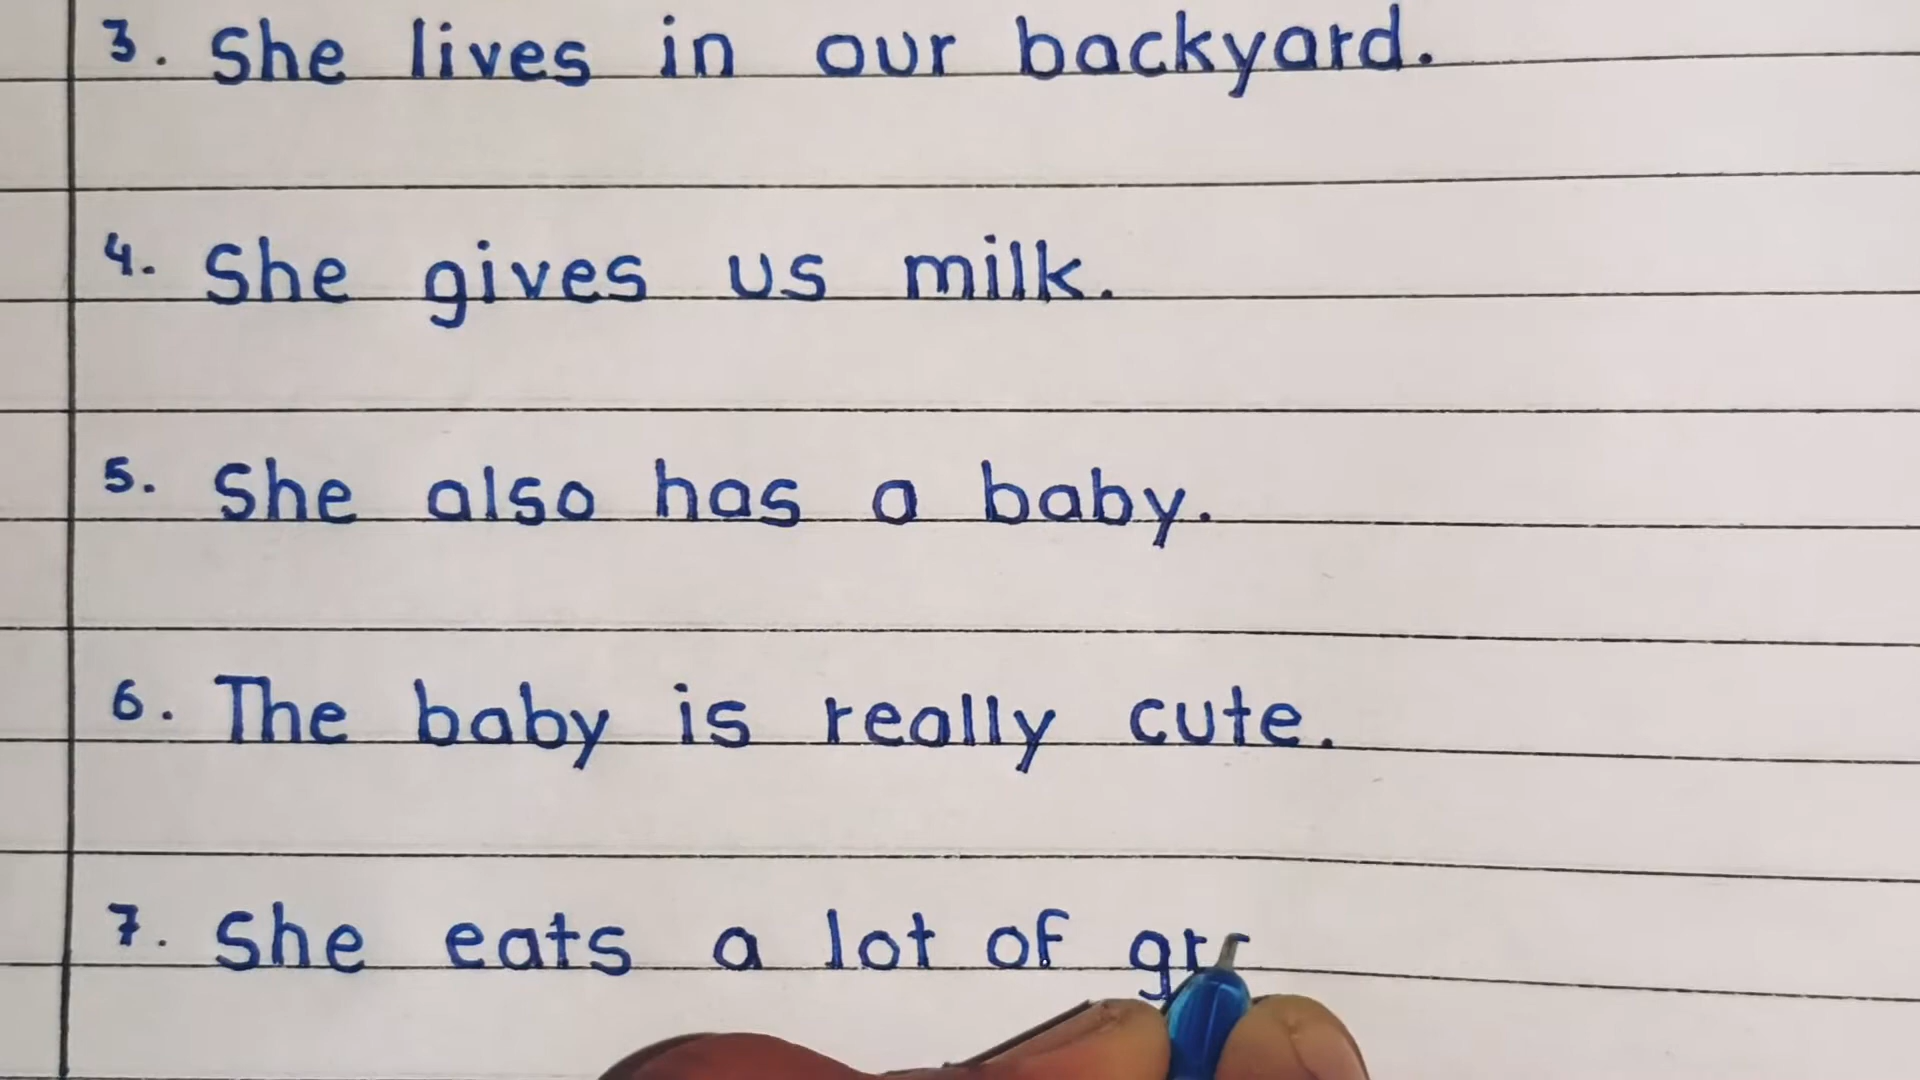 3. She lives in our backyard.
4. She gives us milk.
5. She also has a baby.
6. The baby is really cute.
7. She eats a lot of